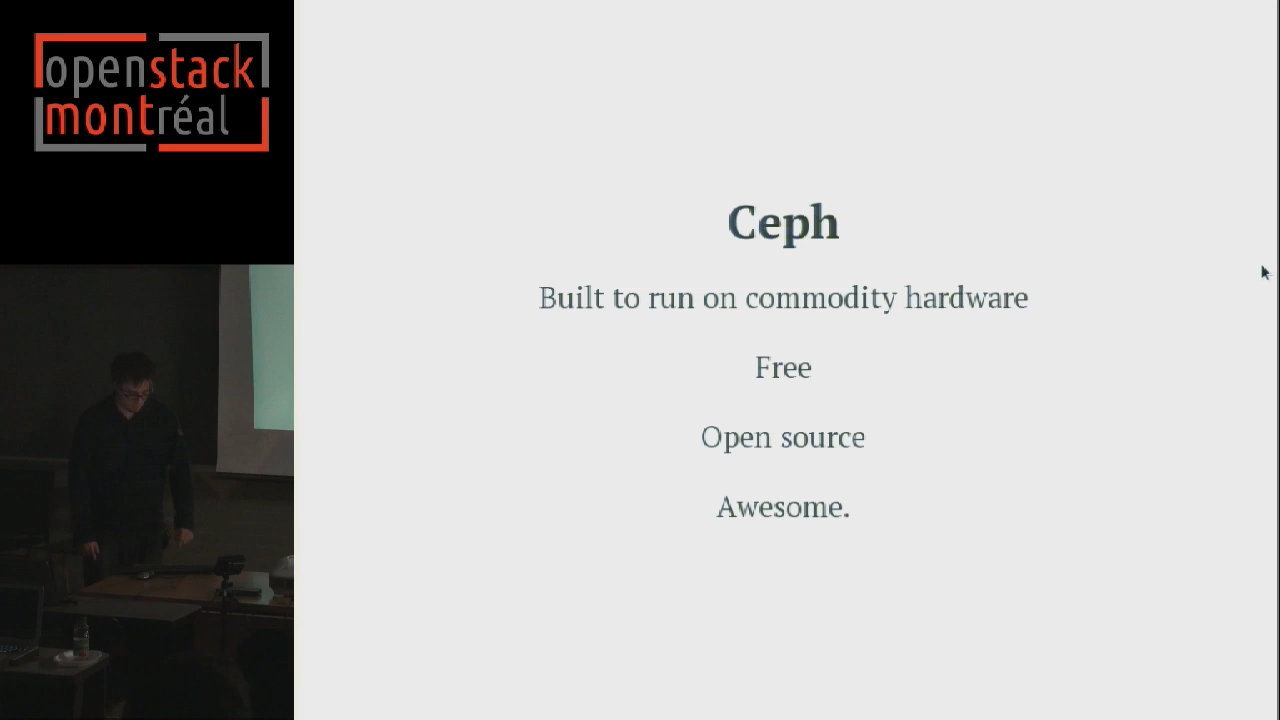 openstack
montréal
Ceph
Built to run on commodity hardware
Free
Open source
Awesome.